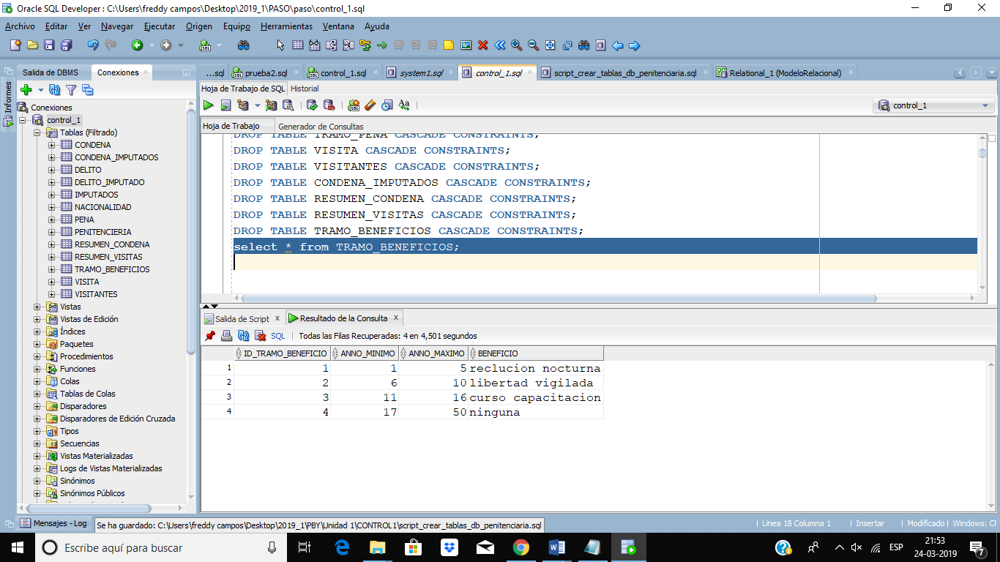 Oracle SQL Developer : C:\Users\freddy campos\Desktop\2019_1\PASO\paso\control_1.sql
Archivo Editar Ver Navegar Ejecutar Origen Equipo Herramientas Ventana Ayuda
Informes
Salida de DBMS
Conexiones
Conexiones
control_1
Tablas (Filtrado)
CONDENA
CONDENA_IMPUTADOS
DELITO
DELITO_IMPUTADO
IMPUTADOS
NACIONALIDAD
PENA
PENITENCIERIA
RESUMEN_CONDENA
RESUMEN_VISITAS
TRAMO_BENEFICIOS
VISITA
VISITANTES
Vistas
Vistas de Edición
Índices
Paquetes
Procedimientos
Funciones
Colas
Tablas de Colas
Disparadores
Disparadores de Edición Cruzada
Tipos
Secuencias
Vistas Materializadas
Logs de Vistas Materializadas
Sinónimos
Sinónimos Públicos
...sql prueba2.sql control_1.sql system1.sql control_1.sql script_crear_tablas_db_penitenciaria.sql Relational_1 (ModeloRelacional)
Hoja de Trabajo de SQL Historial
control_1
Hoja de Trabajo Generador de Consultas
DROP TABLE TRAMO_PENA CASCADE CONSTRAINTS;
DROP TABLE VISITA CASCADE CONSTRAINTS;
DROP TABLE VISITANTES CASCADE CONSTRAINTS;
DROP TABLE CONDENA_IMPUTADOS CASCADE CONSTRAINTS;
DROP TABLE RESUMEN_CONDENA CASCADE CONSTRAINTS;
DROP TABLE RESUMEN_VISITAS CASCADE CONSTRAINTS;
DROP TABLE TRAMO_BENEFICIOS CASCADE CONSTRAINTS;
select * from TRAMO_BENEFICIOS;
Salida de Script x Resultado de la Consulta x
SQL | Todas las Filas Recuperadas: 4 en 4,501 segundos
ID_TRAMO_BENEFICIO ANNO_MINIMO ANNO_MAXIMO BENEFICIO
1 1 1 5 reclucion nocturna
2 2 6 10 libertad vigilada
3 3 11 16 curso capacitacion
4 4 17 50 ninguna
Mensajes - Log
Se ha guardado: C:\Users\freddy campos\Desktop\2019_1\PBY\Unidad 1\CONTROL1\script_crear_tablas_db_penitenciaria.sql
| Línea 18 Columna 1 | Insertar | Modificado | Windows: CF
Escribe aquí para buscar
ESP
21:53
24-03-2019
7